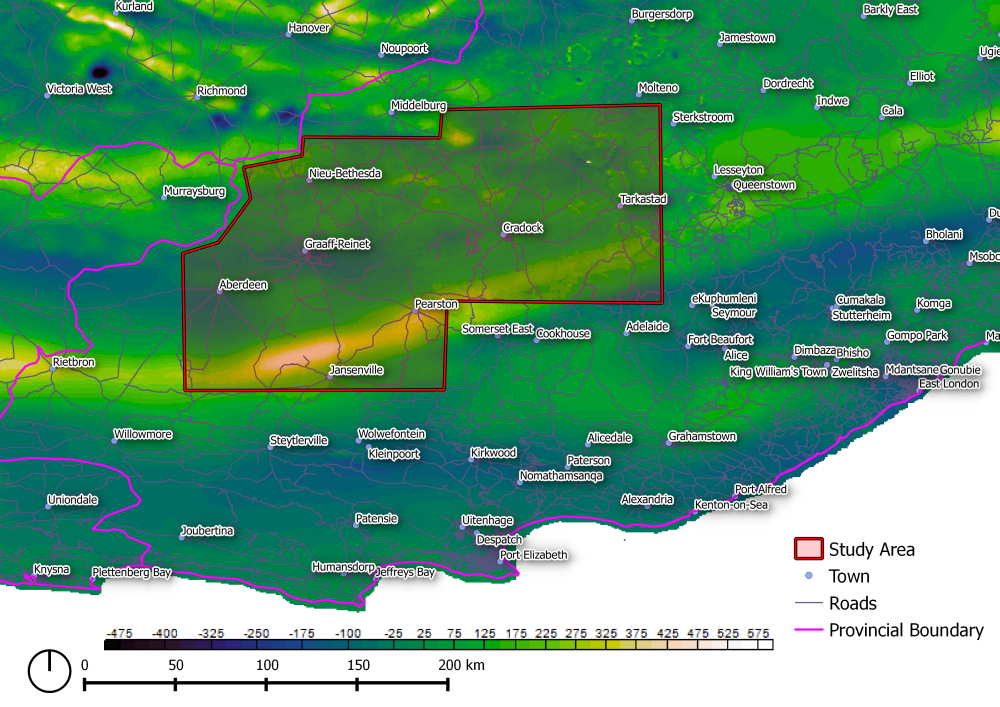 Kurland
Burgersdorp
Barkly East
Hanover
Jamestown
Noupoort
Ugie
Victoria West
Richmond
Molteno
Dordrecht
Elliot
Middelburg
Indwe
Cala
Sterkstroom
Nieu-Bethesda
Lesseyton
Queenstown
Murraysburg
Tarkastad
Cradock
Bholani
Graaff-Reinet
Aberdeen
eKuphumleni
Cumakala
Komga
Pearston
Seymour
Stutterheim
Somerset East
Cookhouse
Adelaide
Fort Beaufort
Gompo Park
Rietbron
Alice
Dimbaza
Bhisho
Jansenville
King William's Town
Zwelitsha
Mdantsane
Gonubie
East London
Willowmore
Steytlerville
Wolwefontein
Alicedale
Grahamstown
Kleinpoort
Kirkwood
Paterson
Nomathamsanqa
Uniondale
Alexandria
Port Alfred
Kenton-on-Sea
Joubertina
Patensie
Uitenhage
Despatch
Port Elizabeth
Knysna
Plettenberg Bay
Humansdorp
Jeffreys Bay
Study Area
Town
Roads
Provincial Boundary
-475 -400 -325 -250 -175 -100 -25 25 75 125 175 225 275 325 375 425 475 525 575
0 50 100 150 200 km